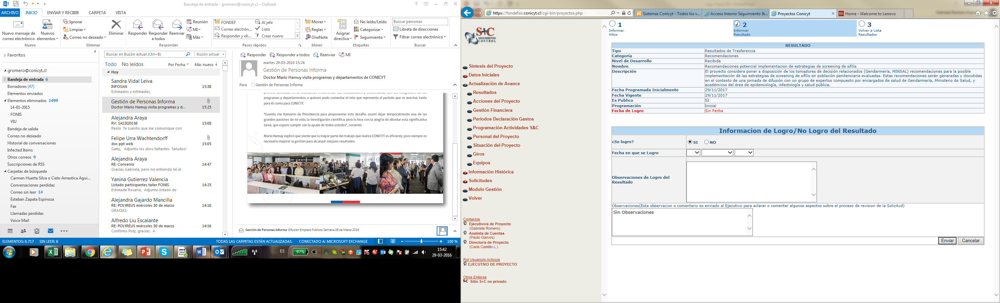 Bandeja de entrada - gromero@conicyt.cl - Outlook
ARCHIVO
INICIO
ENVIAR Y RECIBIR
CARPETA
VISTA
Nuevo mensaje de
correo electrónico
Nuevos
elementos
Nuevo
Ignorar
Limpiar
Correo no deseado
Eliminar
Eliminar
Responder
Responder
a todos
Reenviar
Reunión
MI
Más
Responder
FONDEF
Correo electrón...
Responder y eli...
Al jefe
Listo
Crear nuevo
Pasos rápidos
Mover
Reglas
OneNote
Mover
Asignar
directiva
No leído/Leído
Categorizar
Seguimiento
Etiquetas
Buscar personas
Libreta de direcciones
Filtrar correo electrónico
Buscar
Favoritos
gromero@conicyt.cl
Bandeja de entrada 6
Borradores [47]
Elementos enviados
Elementos eliminados 1499
14-01-2015
FONIS
VIU
Bandeja de salida
Correo no deseado
Historial de conversaciones
Infected Items
Otros correos 9
Suscripciones de RSS
Carpetas de búsqueda
Carmen Huerta Silva o Cielo Amestica Agui...
Conversaciones perdidas
Correo sin leer 14
Esteban Zapata Espinoza
Fax
Llamadas perdidas
Voice Mail
Buscar en Buzón actual (Ctrl+B)
Buzón actual
Todo No leídos
Por Fecha Más nuevo
Hoy
Sandra Vidal Leiva
INFOSAN 15:38
Estimados y estimadas,
Gestión de Personas Informa
Doctor Mario Hamuy visita programas y d... 15:25
Alejandra Araya
RV: SA13I20158 15:08
Paolo Te cuento que me comunique con
Felipe Urra Wachtendorff
doc ppt web 15:05
Gaby, Adjunto los docs faltantes Saludos!
Alejandra Araya
RE: Convenio 14:47
Gracias Gabriela, pero no entiendo leí el
Yanina Gutierrez Valencia
Listado participantes taller FONIS 14:25
Estimada Rosario, Adjunto listado de
Alejandra Gajardo Mancilla
RE: POLYREUS miércoles 30 de marzo 14:16
GRACIAS
Alfredo Liu Escalante
RE: POLYREUS miércoles 30 de marzo 14:16
Confirmo Poly, gracias. A
Responder Responder a todos Reenviar MI
martes 29-03-2016 15:24
Gestión de Personas Informa
Doctor Mario Hamuy visita programas y departamentos de CONICYT
Para Gestión de Personas Informa
primera actividad en la institución, recorriendo sus instalaciones y conversando con los integrantes de los
programas y departamentos, a quienes pudo comentar el reto que representa el periodo que se avecina, tanto
para él como para CONICYT.
"Cuando me llamaron de Presidencia para proponerme este desafío, asumí dejar temporalmente una de las
grandes pasiones de mi vida, la investigación científica; pero lo hice con la alegría de abordar esta significativa
tarea, que espero cumplir con la ayuda de todos ustedes", comentó.
Mario Hamuy explicó que siente que la mayor parte del trabajo que realiza CONICYT es eficiente, pero siempre es
necesario mejorar la gestión para alcanzar mejores resultados.
Gestión de Personas Informa Difusión Empleos Públicos Semana 28 de Marzo 2016
ELEMENTOS: 6.717 SIN LEER: 6
TODAS LAS CARPETAS ESTÁN ACTUALIZADAS.
CONECTADO A: MICROSOFT EXCHANGE
100 %
ES
97%
15:42
29-03-2016
https://fondefsis.conicyt.cl/cgi-bin/proyectos.php
Sistemas Conicyt - Todos los v...
Acceso Interno Seguimiento &...
Proyectos Conicyt
Home - Welcome to Lenovo
S+C
SEGUIMIENTO
CONTROL
Sintesis del Proyecto
Datos Iniciales
Actualización de Avance
Resultados
Acciones del Proyecto
Gestión Financiera
Periodos Declaración Gastos
Programación Actividades S&C
Personal del Proyecto
Situación del Proyecto
Giros
Equipos
Información Histórica
Solicitudes
Modulo Gestión
Volver
Contactos
Ejecutivo/a de Proyecto
(Gabriela Romero)
Analista de Cuentas
(Paolo Garces)
Director/a de Proyecto
(Carla Castillo L.)
Rol Usuario/a Activo/a
EJECUTIVO DE PROYECTO
Otros Enlaces
S+C Sitio S+C no privado
1
Informar
Hitos
2
Informar
Resultado
3
Volver a Lista
Resultados
RESULTADO
Tipo Resultados de Trasferencia
Categoría Recomendaciones
Nivel de Desarrollo Recibida
Nombre Recomendaciones potencial implementacion de estrategias de screening de sífilis
Descripción El proyecto considera poner a disposición de los tomadores de decisión relacionados (Gendarmería, MINSAL) recomendaciones para la posible
implementación de las estrategias de screening de sífilis en población penitenciaria evaluadas. Estas recomendaciones serán generadas y discutidas
en el contexto de una jornada de difusión con un grupo de expertos compuesto por encargados de salud de Gendarmería, Ministerio de Salud, y
académicos del área de epidemiología, infectología y salud pública.
Fecha Programada Inicialmente 29/11/2017
Fecha Vigente 29/11/2017
Es Publico SI
Programación Inicial
Fecha de Logro Sin Fecha
Informacion de Logro/No Logro del Resultado
¿Se logro? SI NO
Fecha en que se Logro
Observaciones de Logro del
Resultado
Observaciones(Esta observacion o comentario es enviado al Ejecutivo para aclarar o comentar algunos aspectos sobre el proceso de revision de la Solicitud)
Sin Observaciones
Enviar Cancelar